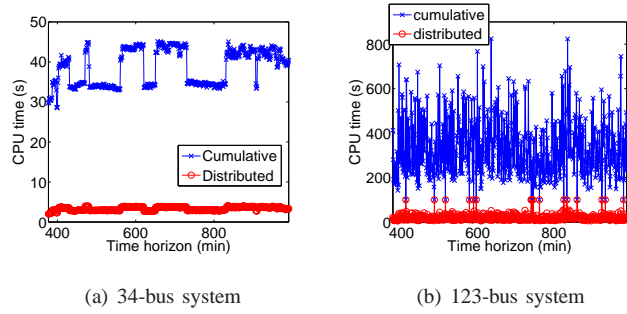 50
40
30
20
10
0
CPU time (s)
Cumulative
Distributed
400 600 800
Time horizon (min)
(a) 34-bus system
cumulative
distributed
800
600
400
200
0
CPU time (s)
400 600 800
Time horizon (min)
(b) 123-bus system